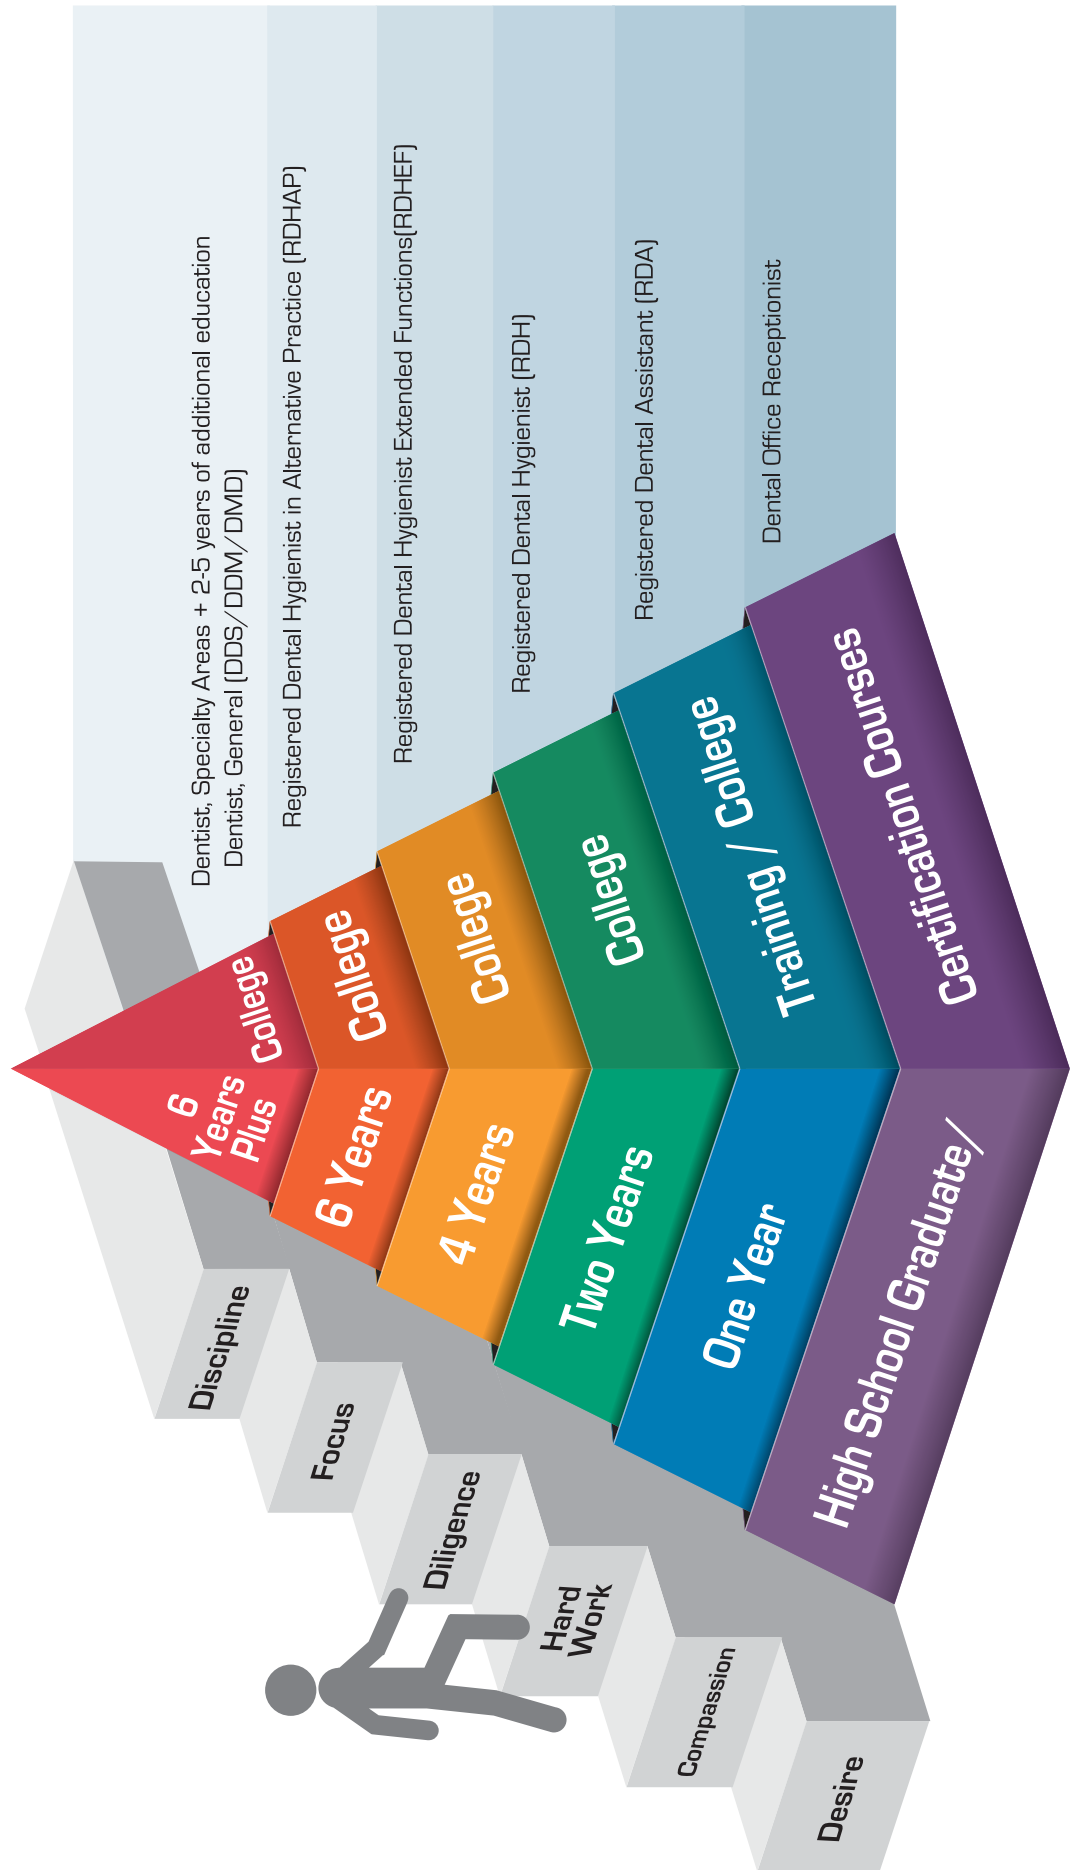 Dentist, Specialty Areas + 2-5 years of additional education
Dentist, General (DDS/DDM/DMD)
Registered Dental Hygienist in Alternative Practice (RDHAP)
Registered Dental Hygienist Extended Functions(RDHEF)
Registered Dental Hygienist (RDH)
Registered Dental Assistant (RDA)
Dental Office Receptionist
6
Years
Plus
College
6 Years
College
4 Years
College
Two Years
College
One Year
Training / College
High School Graduate/
Certification Courses
Discipline
Focus
Diligence
Hard
Work
Compassion
Desire